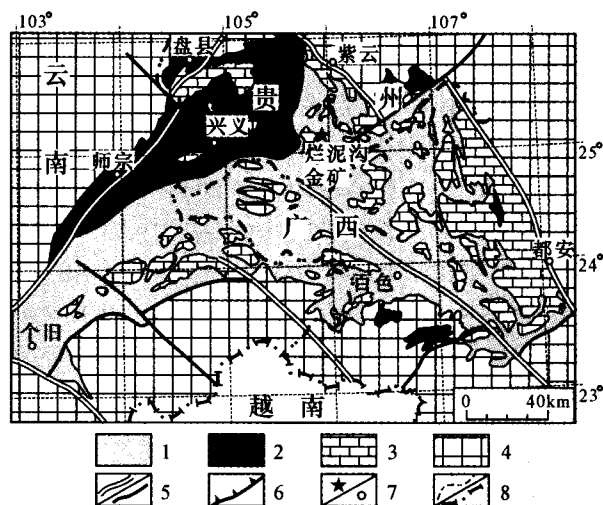 103° 105° 107°
盘县 紫云
云 贵 州
兴义
烂泥沟
金矿
25°
南 师宗
广 西
都安
24°
百色
个旧
越 南
23°
0 40km
1 2 3 4
5 6 7 8